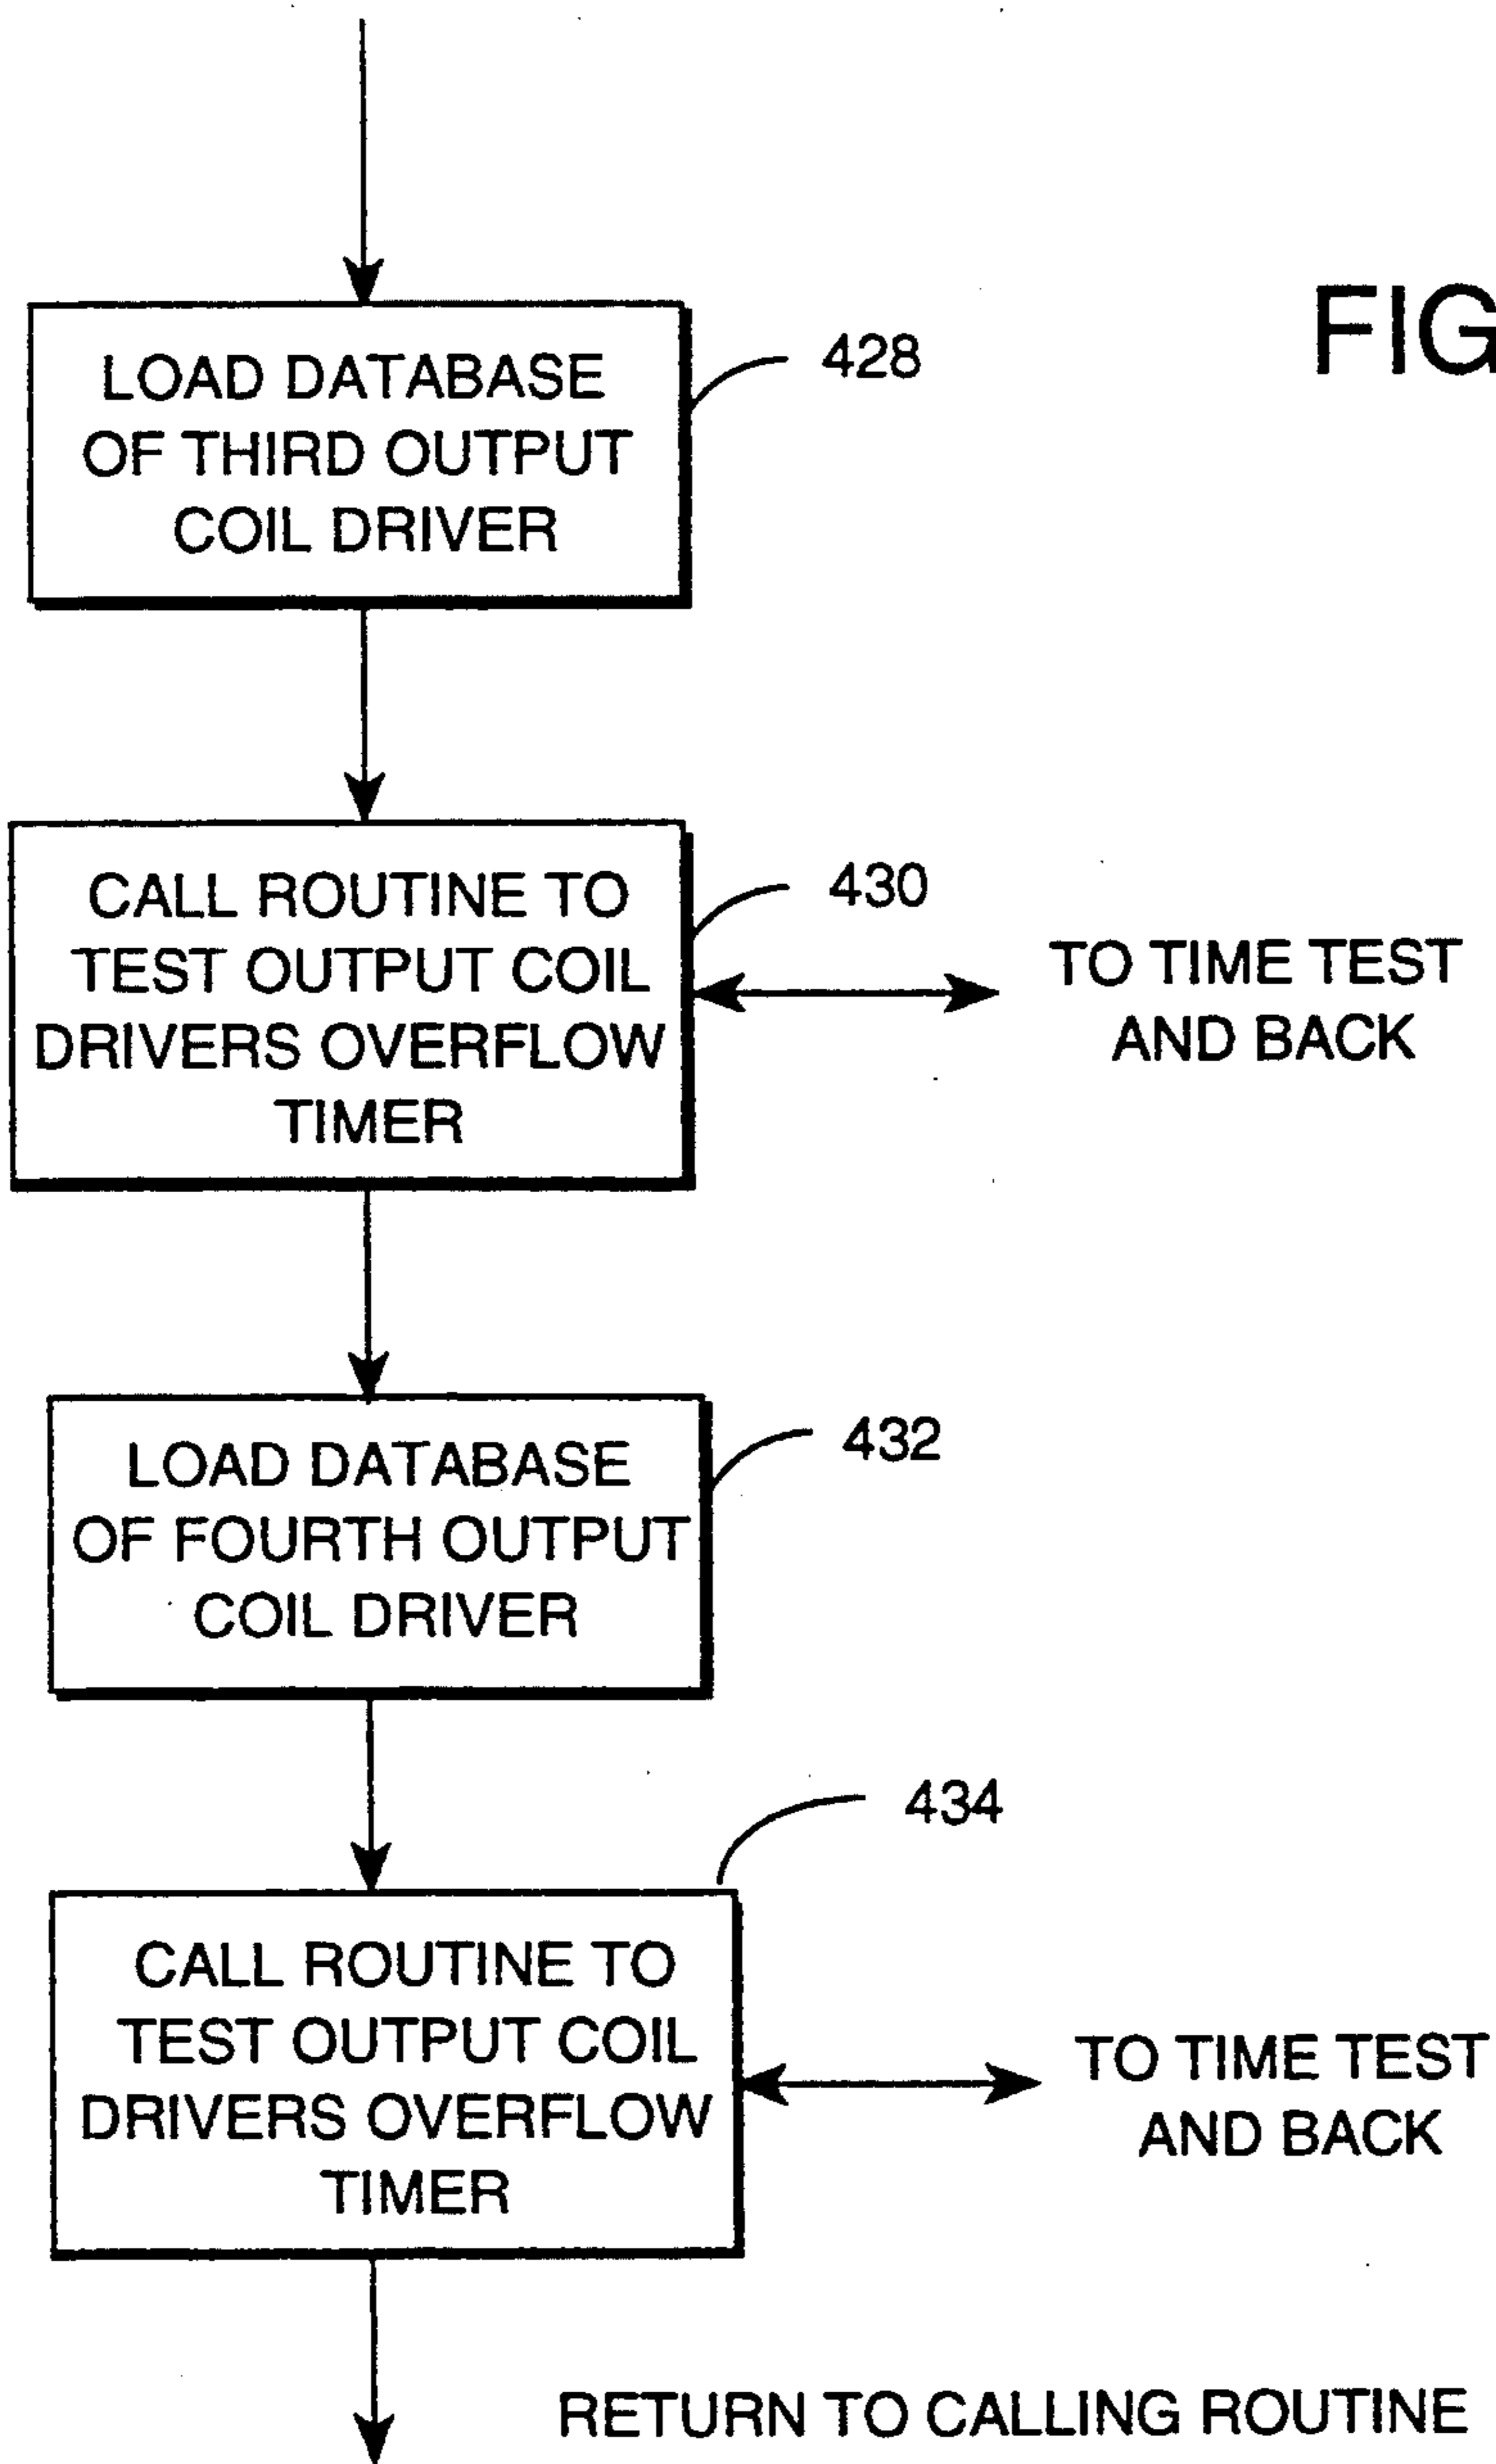 FIG
LOAD DATABASE
OF THIRD OUTPUT
COIL DRIVER
428
CALL ROUTINE TO
TEST OUTPUT COIL
DRIVERS OVERFLOW
TIMER
430
TO TIME TEST
AND BACK
LOAD DATABASE
OF FOURTH OUTPUT
COIL DRIVER
432
434
CALL ROUTINE TO
TEST OUTPUT COIL
DRIVERS OVERFLOW
TIMER
TO TIME TEST
AND BACK
RETURN TO CALLING ROUTINE